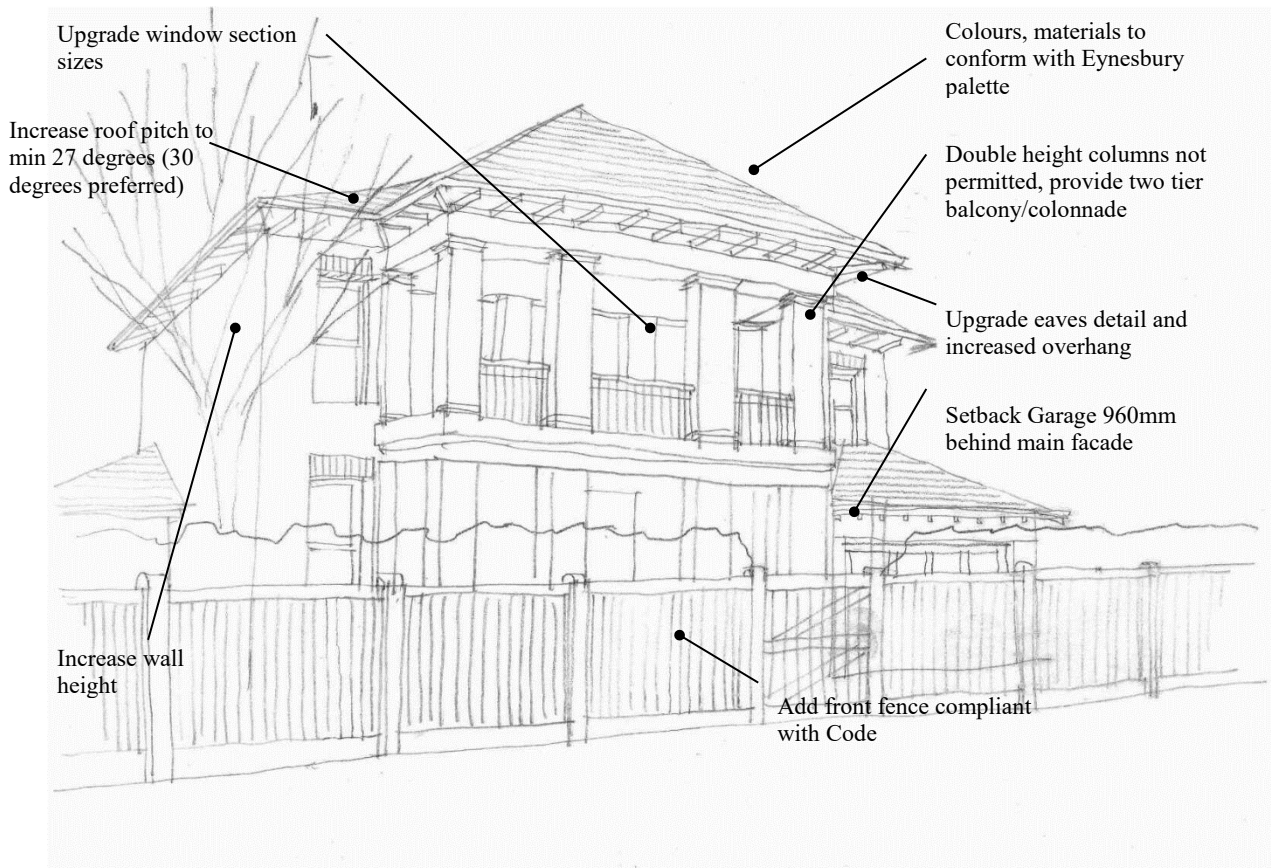 Upgrade window section
sizes
Increase roof pitch to
min 27 degrees (30
degrees preferred)
Increase wall
height
Colours, materials to
conform with Eynesbury
palette
Double height columns not
permitted, provide two tier
balcony/colonnade
Upgrade eaves detail and
increased overhang
Setback Garage 960mm
behind main facade
Add front fence compliant
with Code